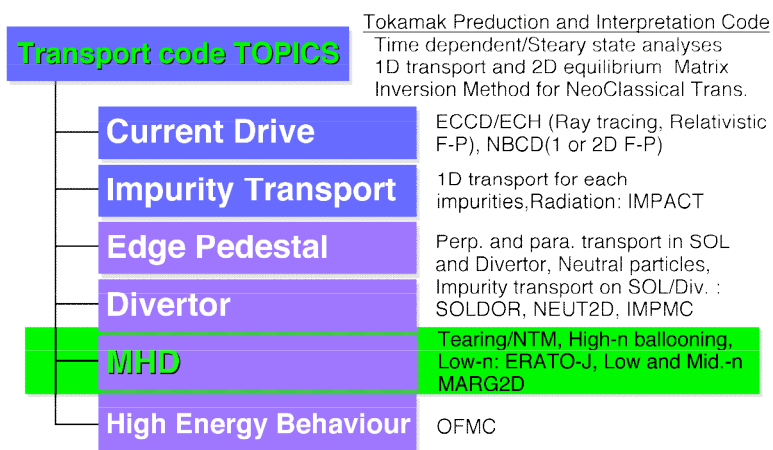 Transport code TOPICS
Tokamak Preduction and Interpretation Code
Time dependent/Steary state analyses
1D transport and 2D equilibrium Matrix
Inversion Method for NeoClassical Trans.
Current Drive
ECCD/ECH (Ray tracing, Relativistic
F-P), NBCD(1 or 2D F-P)
Impurity Transport
1D transport for each
impurities,Radiation: IMPACT
Edge Pedestal
Perp. and para. transport in SOL
and Divertor, Neutral particles,
Impurity transport on SOL/Div. :
SOLDOR, NEUT2D, IMPMC
Divertor
MHD
Tearing/NTM, High-n ballooning,
Low-n: ERATO-J, Low and Mid.-n
MARG2D
High Energy Behaviour
OFMC